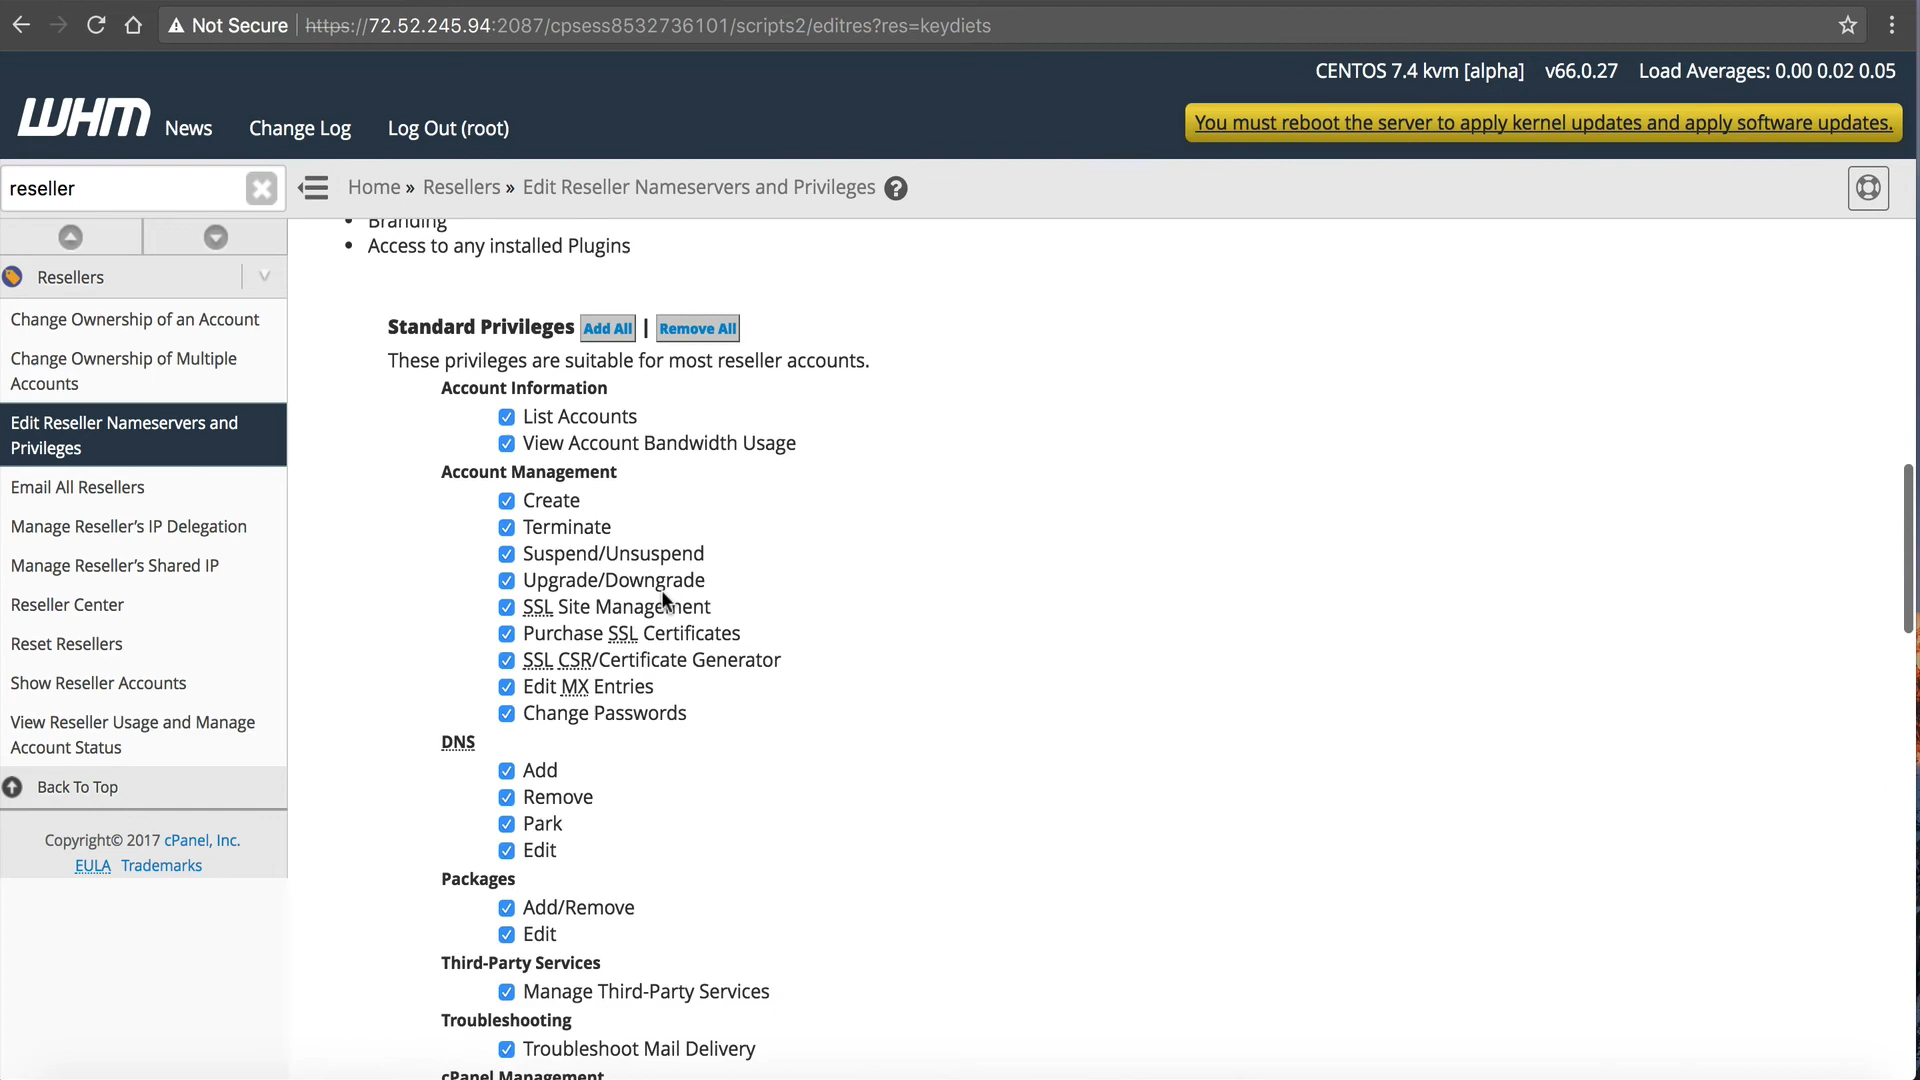 Not Secure https://72.52.245.94:2087/cpsess8532736101/scripts2/editres?res=keydiets
CENTOS 7.4 kvm [alpha] v66.0.27 Load Averages: 0.00 0.02 0.05
WHM News Change Log Log Out (root)
You must reboot the server to apply kernel updates and apply software updates.
reseller
Home » Resellers » Edit Reseller Nameservers and Privileges ?
Resellers
Change Ownership of an Account
Change Ownership of Multiple
Accounts
Edit Reseller Nameservers and
Privileges
Email All Resellers
Manage Reseller's IP Delegation
Manage Reseller's Shared IP
Reseller Center
Reset Resellers
Show Reseller Accounts
View Reseller Usage and Manage
Account Status
Back To Top
Copyright© 2017 cPanel, Inc.
EULA Trademarks
• Branding
• Access to any installed Plugins
Standard Privileges Add All | Remove All
These privileges are suitable for most reseller accounts.
Account Information
List Accounts
View Account Bandwidth Usage
Account Management
Create
Terminate
Suspend/Unsuspend
Upgrade/Downgrade
SSL Site Management
Purchase SSL Certificates
SSL CSR/Certificate Generator
Edit MX Entries
Change Passwords
DNS
Add
Remove
Park
Edit
Packages
Add/Remove
Edit
Third-Party Services
Manage Third-Party Services
Troubleshooting
Troubleshoot Mail Delivery
cPanel Management